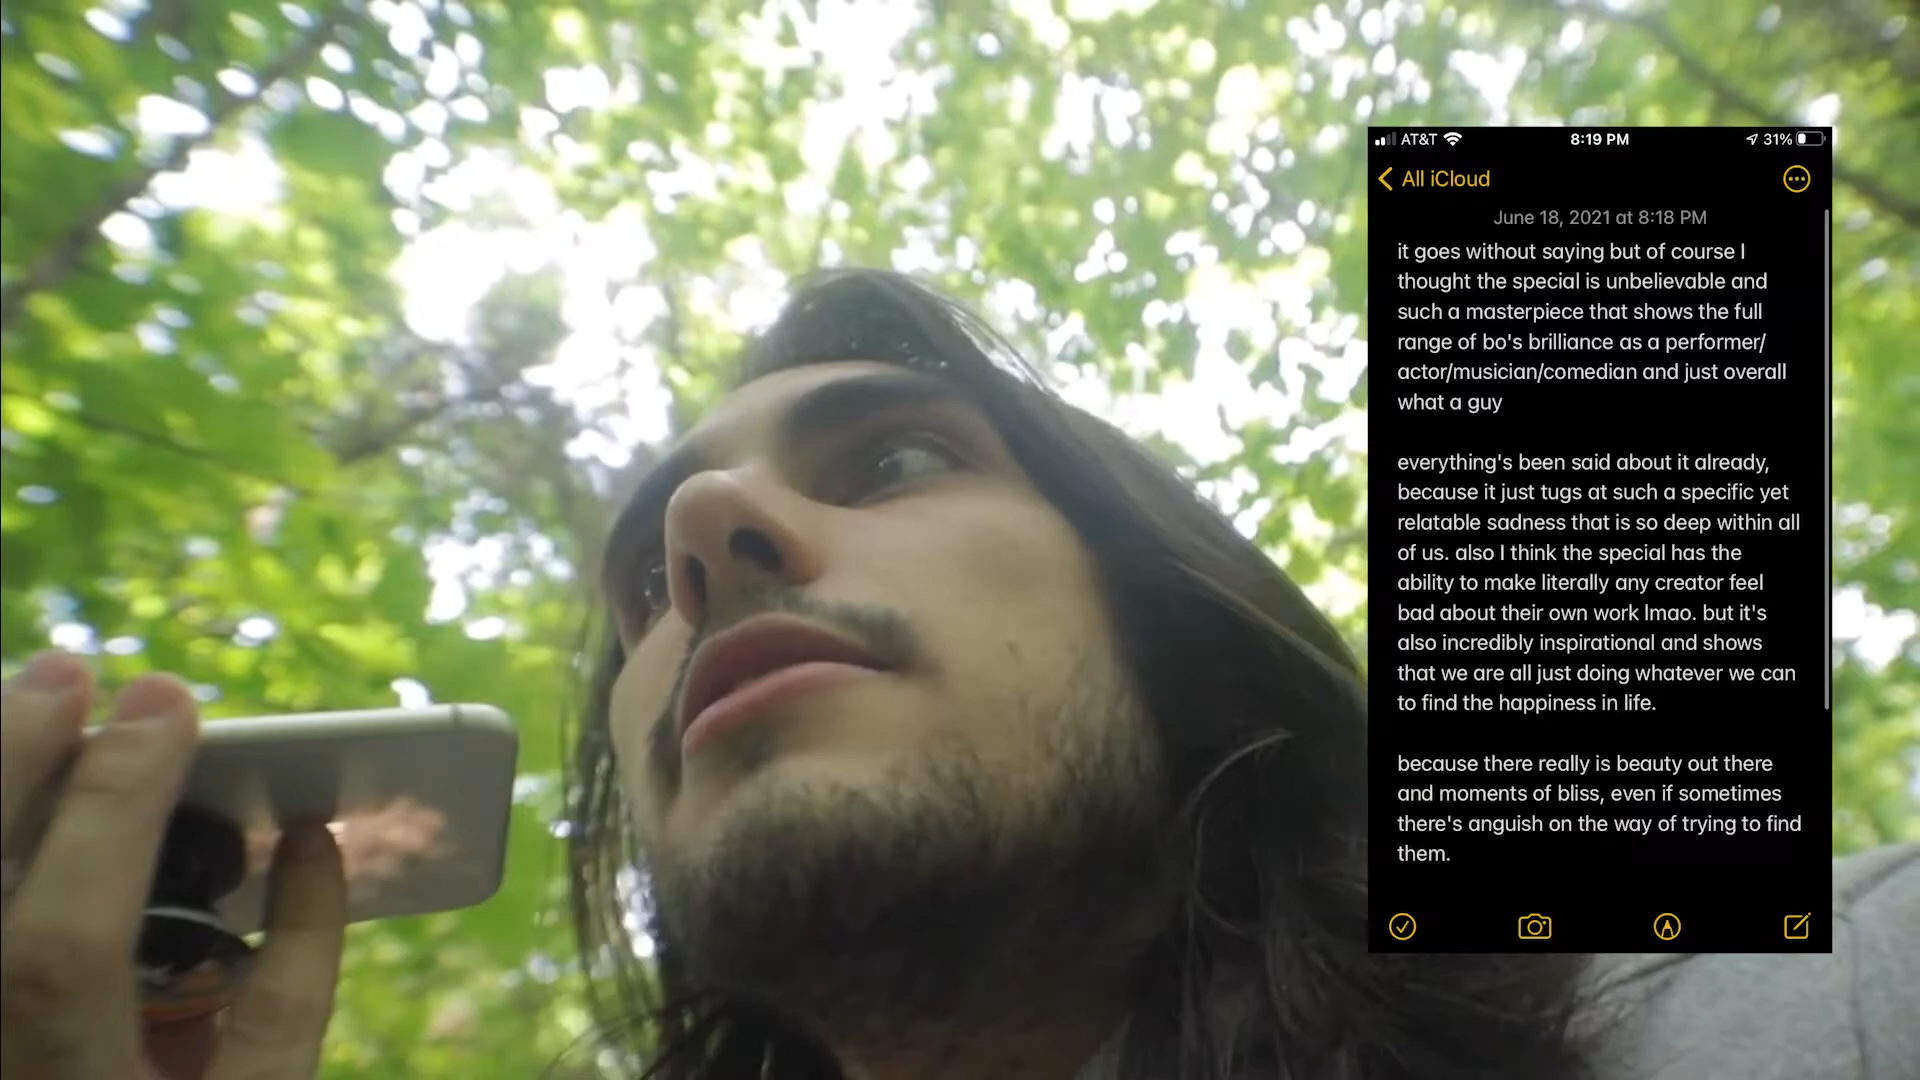 AT&T 8:19 PM 31%
All iCloud
June 18, 2021 at 8:18 PM
it goes without saying but of course I
thought the special is unbelievable and
such a masterpiece that shows the full
range of bo's brilliance as a performer/
actor/musician/comedian and just overall
what a guy
everything's been said about it already,
because it just tugs at such a specific yet
relatable sadness that is so deep within all
of us. also I think the special has the
ability to make literally any creator feel
bad about their own work lmao. but it's
also incredibly inspirational and shows
that we are all just doing whatever we can
to find the happiness in life.
because there really is beauty out there
and moments of bliss, even if sometimes
there's anguish on the way of trying to find
them.